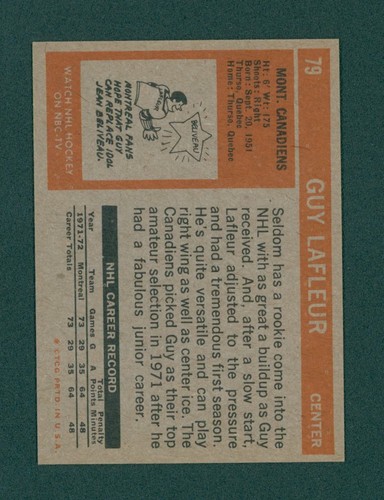 79
GUY LAFLEUR
CENTER
MONT. CANADIENS
Ht: 6' Wt: 175
Shoots: Right
Born: Sept. 20, 1951
Thurso, Quebec
Home: Thurso, Quebec
BELIVEAU
LAFLEUR
MONTREAL FANS
HOPE THAT GUY
CAN REPLACE IDOL
JEAN BELIVEAU.
WATCH NHL HOCKEY
ON NBC-TV
Seldom has a rookie come into the
NHL with as great a buildup as Guy
received. And, after a slow start,
Lafleur adjusted to the pressure
and had a tremendous first season.
He's quite versatile and can play
right wing as well as center ice. The
Canadiens picked Guy as their top
amateur selection in 1971 after he
had a fabulous junior career.
NHL CAREER RECORD
Total Penalty
Year Team Games G A Points Minutes
1971-72 Montreal 73 29 35 64 48
Career Totals 73 29 35 64 48
© T.C.G. PRTD. IN U.S.A.